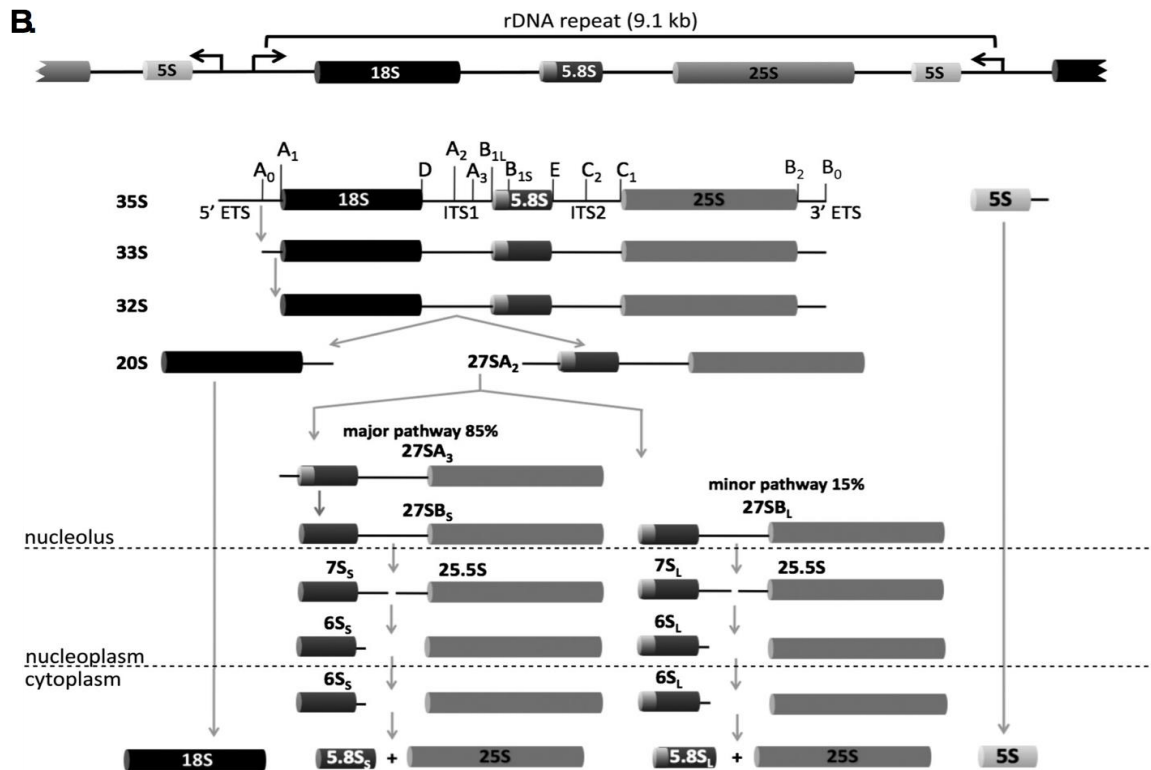 B.
rDNA repeat (9.1 kb)
5S 18S 5.8S 25S 5S
A₀ A₁ D A₂ A₃ B₁L B₁S E C₂ C₁ B₂ B₀
35S 18S 5.8S 25S 5S
5' ETS ITS1 ITS2 3' ETS
33S
32S
20S 27SA₂
major pathway 85%
27SA₃
minor pathway 15%
27SBS 27SBL
nucleolus
7SS 25.5S 7SL 25.5S
6SS 6SL
nucleoplasm
cytoplasm
6SS 6SL
18S 5.8SS + 25S 5.8SL + 25S 5S